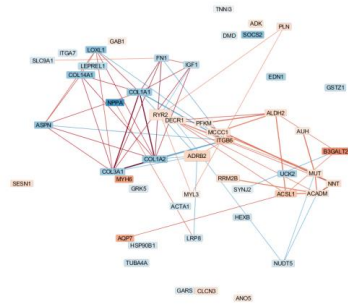 TNNI3
GAB1
ADK
PLN
ITGA7
LOXL1
DMD
SOCS2
SLC9A1
LEPREL1
FN1
IGF1
COL14A1
EDN1
GSTZ1
COL1A1
NPPA
RYR2
DECR1
PFKM
ALDH2
ASPN
MCCC1
AUH
ITGB6
COL1A2
ADRB2
B3GALT2
COL3A1
MYH6
RRM2B
UCK2
MUT
NNT
GRK5
SYNJ2
ACSL1
ACADM
SESN1
MYL3
ACTA1
HEXB
AQP7
HSP90B1
LRP8
TUBA4A
NUDT5
GARS
CLCN3
ANO5